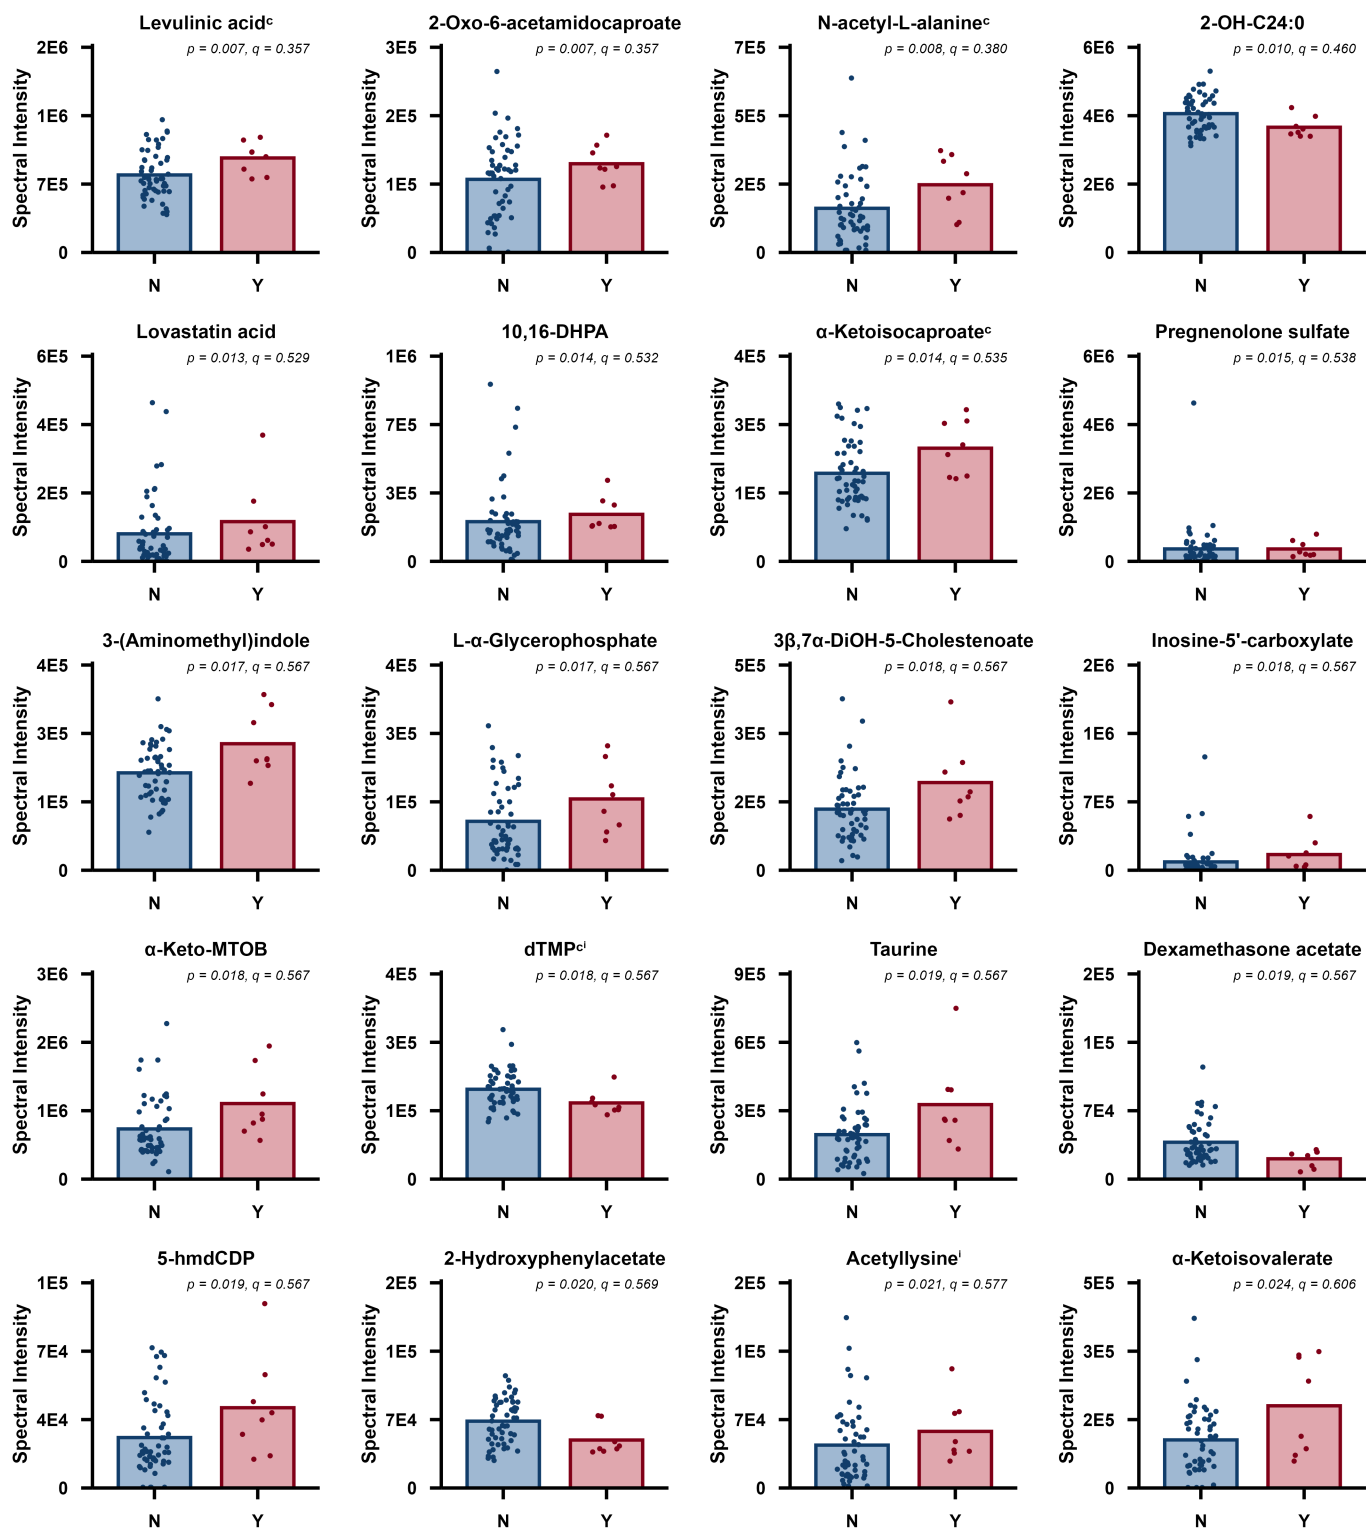 Levulinic acidᶜ
p = 0.007, q = 0.357
Spectral Intensity
2E6
1E6
7E5
0
N Y
2-Oxo-6-acetamidocaproate
p = 0.007, q = 0.357
Spectral Intensity
3E5
2E5
1E5
0
N Y
N-acetyl-L-alanineᶜ
p = 0.008, q = 0.380
Spectral Intensity
7E5
5E5
2E5
0
N Y
2-OH-C24:0
p = 0.010, q = 0.460
Spectral Intensity
6E6
4E6
2E6
0
N Y
Lovastatin acid
p = 0.013, q = 0.529
Spectral Intensity
6E5
4E5
2E5
0
N Y
10,16-DHPA
p = 0.014, q = 0.532
Spectral Intensity
1E6
7E5
3E5
0
N Y
α-Ketoisocaproateᶜ
p = 0.014, q = 0.535
Spectral Intensity
4E5
3E5
1E5
0
N Y
Pregnenolone sulfate
p = 0.015, q = 0.538
Spectral Intensity
6E6
4E6
2E6
0
N Y
3-(Aminomethyl)indole
p = 0.017, q = 0.567
Spectral Intensity
4E5
3E5
1E5
0
N Y
L-α-Glycerophosphate
p = 0.017, q = 0.567
Spectral Intensity
4E5
3E5
1E5
0
N Y
3β,7α-DiOH-5-Cholestenoate
p = 0.018, q = 0.567
Spectral Intensity
5E5
3E5
2E5
0
N Y
Inosine-5'-carboxylate
p = 0.018, q = 0.567
Spectral Intensity
2E6
1E6
7E5
0
N Y
α-Keto-MTOB
p = 0.018, q = 0.567
Spectral Intensity
3E6
2E6
1E6
0
N Y
dTMPᶜⁱ
p = 0.018, q = 0.567
Spectral Intensity
4E5
3E5
1E5
0
N Y
Taurine
p = 0.019, q = 0.567
Spectral Intensity
9E5
6E5
3E5
0
N Y
Dexamethasone acetate
p = 0.019, q = 0.567
Spectral Intensity
2E5
1E5
7E4
0
N Y
5-hmdCDP
p = 0.019, q = 0.567
Spectral Intensity
1E5
7E4
4E4
0
N Y
2-Hydroxyphenylacetate
p = 0.020, q = 0.569
Spectral Intensity
2E5
1E5
7E4
0
N Y
Acetyllysineⁱ
p = 0.021, q = 0.577
Spectral Intensity
2E5
1E5
7E4
0
N Y
α-Ketoisovalerate
p = 0.024, q = 0.606
Spectral Intensity
5E5
3E5
2E5
0
N Y